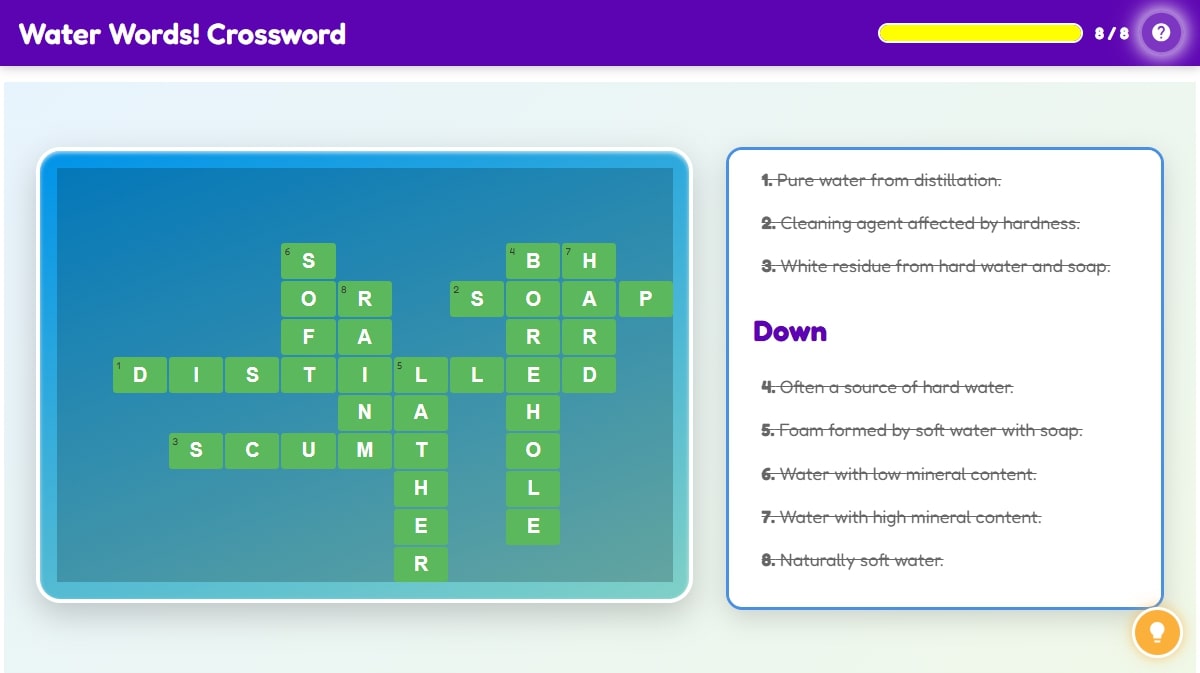 Water Words! Crossword
8 / 8
?
6 S 4 B 7 H
O 8 R 2 S O A P
F A R R
1 D I S T I 5 L L E D
N A H
3 S C U M T O
H L
E E
R
1. Pure water from distillation.
2. Cleaning agent affected by hardness.
3. White residue from hard water and soap.
Down
4. Often a source of hard water.
5. Foam formed by soft water with soap.
6. Water with low mineral content.
7. Water with high mineral content.
8. Naturally soft water.